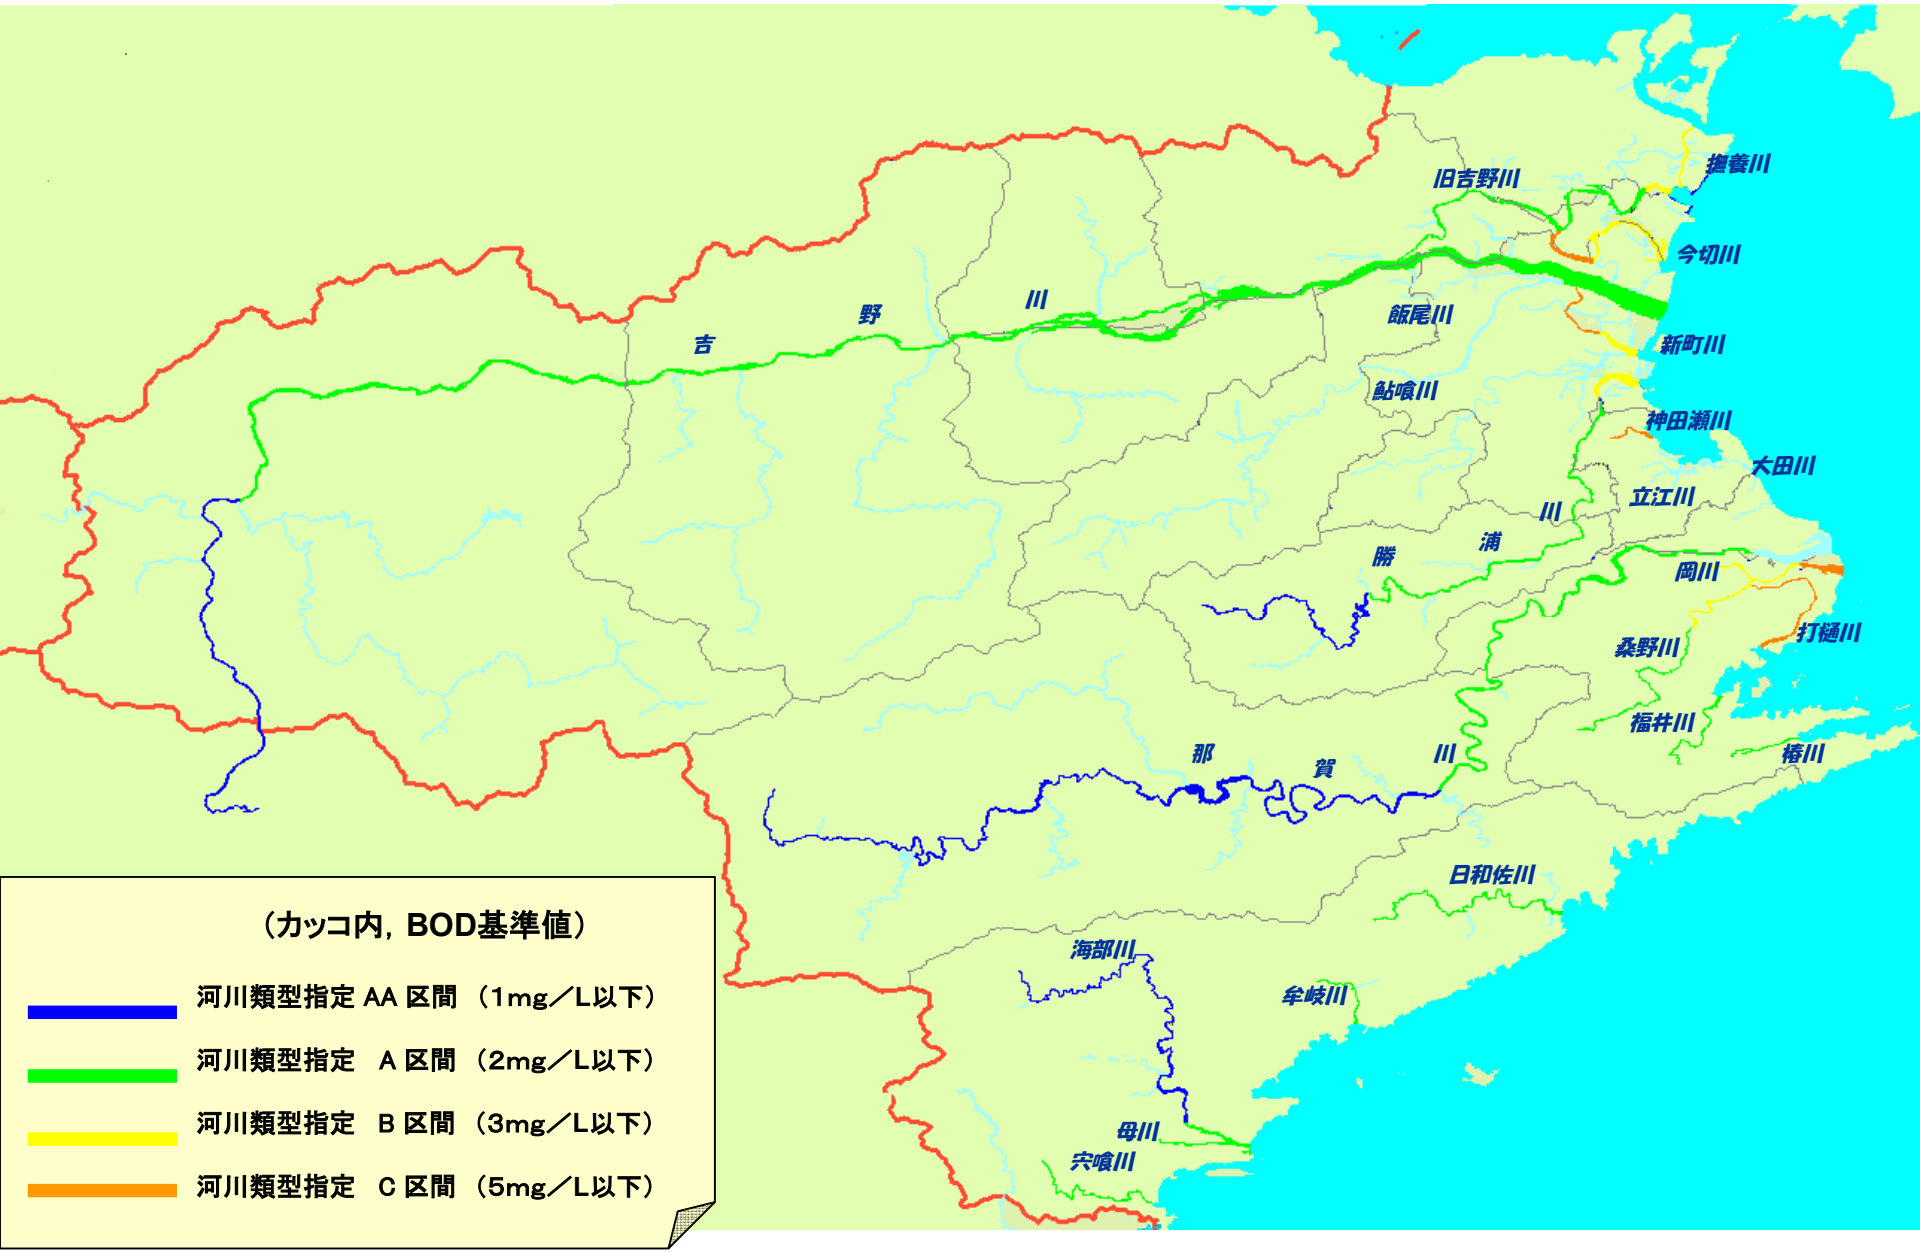 撫養川
旧吉野川
今切川
吉野川
飯尾川
新町川
鮎喰川
神田瀬川
大田川
立江川
勝浦川
岡川
打樋川
桑野川
福井川
椿川
那賀川
日和佐川
海部川
牟岐川
母川
宍喰川
（カッコ内，BOD基準値）
河川類型指定 AA 区間 （1mg／L以下）
河川類型指定　A 区間 （2mg／L以下）
河川類型指定　B 区間 （3mg／L以下）
河川類型指定　C 区間 （5mg／L以下）